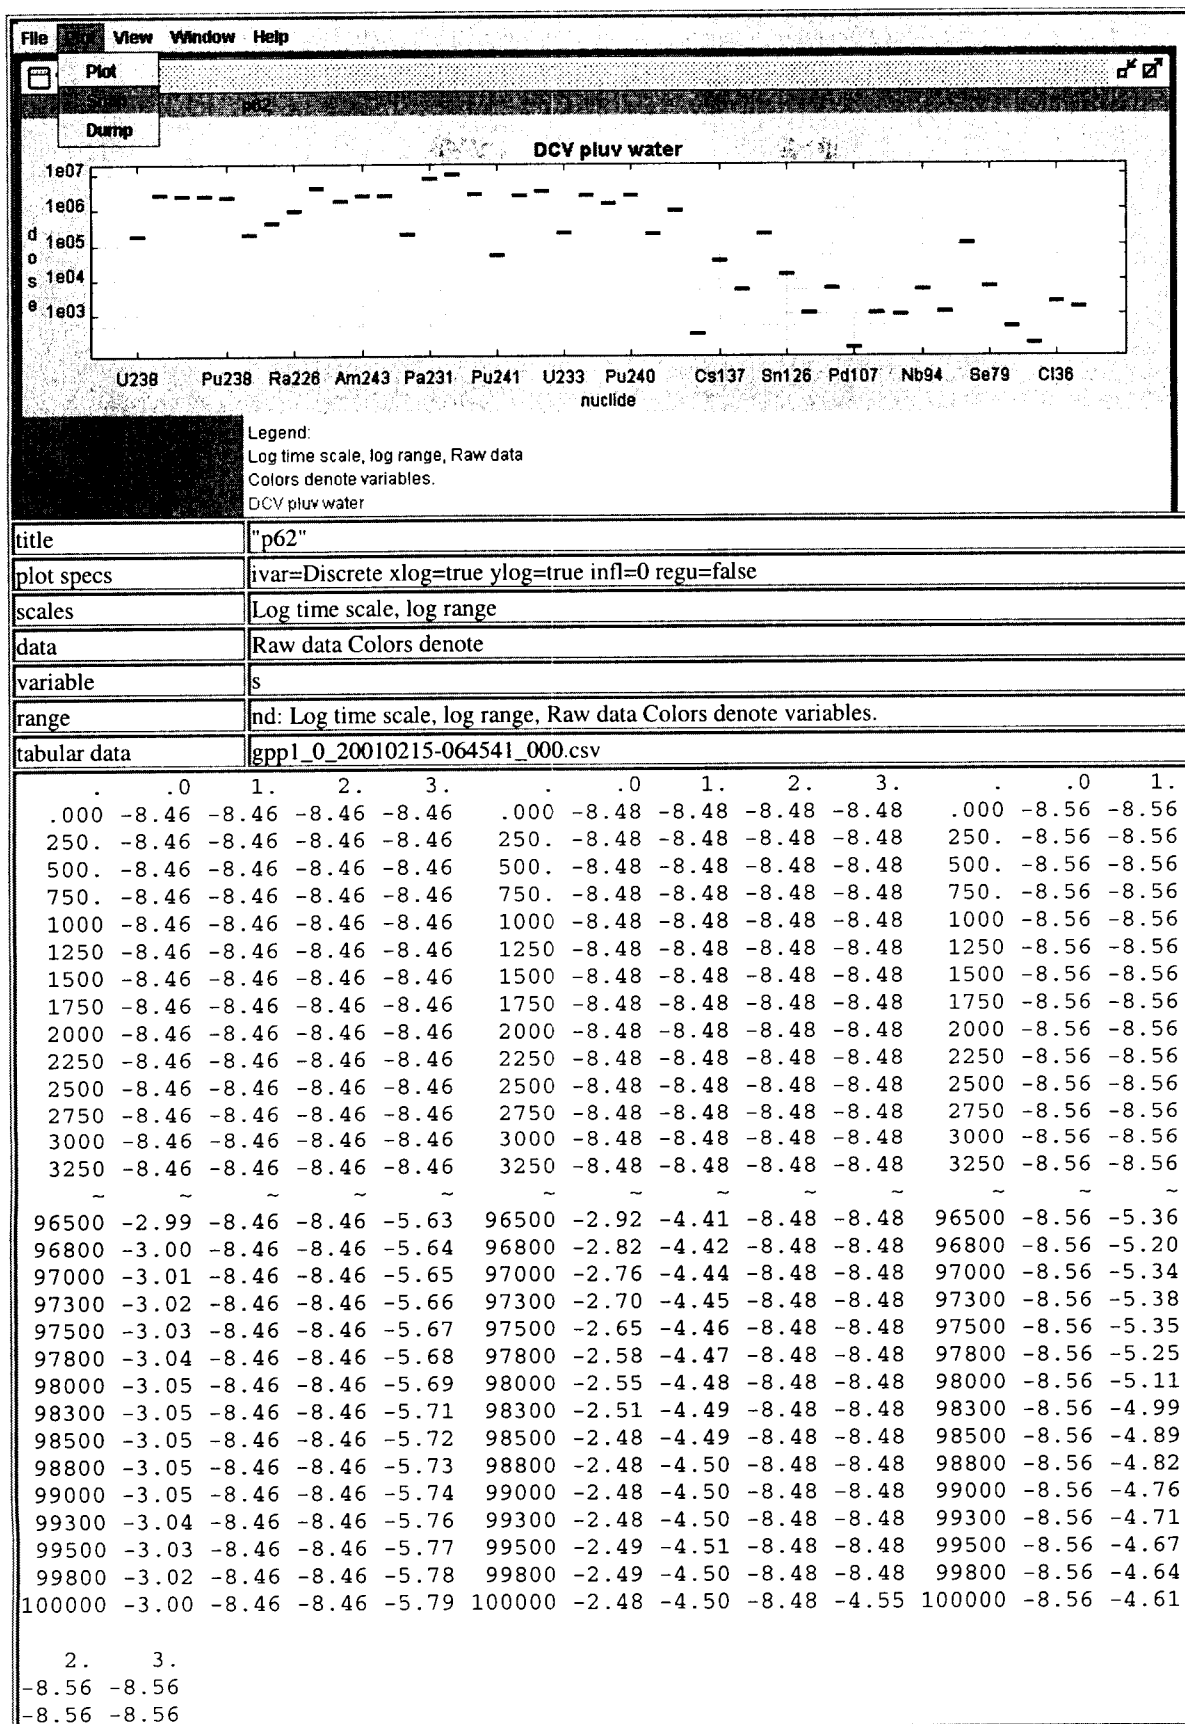 File Plot View Window Help
Plot
p62
Dump
DCV pluv water
1e07
1e06
1e05
1e04
1e03
dose
U238 Pu238 Ra226 Am243 Pa231 Pu241 U233 Pu240 Cs137 Sn126 Pd107 Nb94 Se79 Cl36
nuclide
Legend:
Log time scale, log range, Raw data
Colors denote variables.
DCV pluv water
title "p62"
plot specs ivar=Discrete xlog=true ylog=true infl=0 regu=false
scales Log time scale, log range
data Raw data Colors denote
variable s
range nd: Log time scale, log range, Raw data Colors denote variables.
tabular data gpp1_0_20010215-064541_000.csv
. .0 1. 2. 3. . .0 1. 2. 3. . .0 1.
.000 -8.46 -8.46 -8.46 -8.46 .000 -8.48 -8.48 -8.48 -8.48 .000 -8.56 -8.56
250. -8.46 -8.46 -8.46 -8.46 250. -8.48 -8.48 -8.48 -8.48 250. -8.56 -8.56
500. -8.46 -8.46 -8.46 -8.46 500. -8.48 -8.48 -8.48 -8.48 500. -8.56 -8.56
750. -8.46 -8.46 -8.46 -8.46 750. -8.48 -8.48 -8.48 -8.48 750. -8.56 -8.56
1000 -8.46 -8.46 -8.46 -8.46 1000 -8.48 -8.48 -8.48 -8.48 1000 -8.56 -8.56
1250 -8.46 -8.46 -8.46 -8.46 1250 -8.48 -8.48 -8.48 -8.48 1250 -8.56 -8.56
1500 -8.46 -8.46 -8.46 -8.46 1500 -8.48 -8.48 -8.48 -8.48 1500 -8.56 -8.56
1750 -8.46 -8.46 -8.46 -8.46 1750 -8.48 -8.48 -8.48 -8.48 1750 -8.56 -8.56
2000 -8.46 -8.46 -8.46 -8.46 2000 -8.48 -8.48 -8.48 -8.48 2000 -8.56 -8.56
2250 -8.46 -8.46 -8.46 -8.46 2250 -8.48 -8.48 -8.48 -8.48 2250 -8.56 -8.56
2500 -8.46 -8.46 -8.46 -8.46 2500 -8.48 -8.48 -8.48 -8.48 2500 -8.56 -8.56
2750 -8.46 -8.46 -8.46 -8.46 2750 -8.48 -8.48 -8.48 -8.48 2750 -8.56 -8.56
3000 -8.46 -8.46 -8.46 -8.46 3000 -8.48 -8.48 -8.48 -8.48 3000 -8.56 -8.56
3250 -8.46 -8.46 -8.46 -8.46 3250 -8.48 -8.48 -8.48 -8.48 3250 -8.56 -8.56
~ ~ ~ ~ ~ ~ ~ ~ ~ ~ ~ ~ ~
96500 -2.99 -8.46 -8.46 -5.63 96500 -2.92 -4.41 -8.48 -8.48 96500 -8.56 -5.36
96800 -3.00 -8.46 -8.46 -5.64 96800 -2.82 -4.42 -8.48 -8.48 96800 -8.56 -5.20
97000 -3.01 -8.46 -8.46 -5.65 97000 -2.76 -4.44 -8.48 -8.48 97000 -8.56 -5.34
97300 -3.02 -8.46 -8.46 -5.66 97300 -2.70 -4.45 -8.48 -8.48 97300 -8.56 -5.38
97500 -3.03 -8.46 -8.46 -5.67 97500 -2.65 -4.46 -8.48 -8.48 97500 -8.56 -5.35
97800 -3.04 -8.46 -8.46 -5.68 97800 -2.58 -4.47 -8.48 -8.48 97800 -8.56 -5.25
98000 -3.05 -8.46 -8.46 -5.69 98000 -2.55 -4.48 -8.48 -8.48 98000 -8.56 -5.11
98300 -3.05 -8.46 -8.46 -5.71 98300 -2.51 -4.49 -8.48 -8.48 98300 -8.56 -4.99
98500 -3.05 -8.46 -8.46 -5.72 98500 -2.48 -4.49 -8.48 -8.48 98500 -8.56 -4.89
98800 -3.05 -8.46 -8.46 -5.73 98800 -2.48 -4.50 -8.48 -8.48 98800 -8.56 -4.82
99000 -3.05 -8.46 -8.46 -5.74 99000 -2.48 -4.50 -8.48 -8.48 99000 -8.56 -4.76
99300 -3.04 -8.46 -8.46 -5.76 99300 -2.48 -4.50 -8.48 -8.48 99300 -8.56 -4.71
99500 -3.03 -8.46 -8.46 -5.77 99500 -2.49 -4.51 -8.48 -8.48 99500 -8.56 -4.67
99800 -3.02 -8.46 -8.46 -5.78 99800 -2.49 -4.50 -8.48 -8.48 99800 -8.56 -4.64
100000 -3.00 -8.46 -8.46 -5.79 100000 -2.48 -4.50 -8.48 -4.55 100000 -8.56 -4.61
2. 3.
-8.56 -8.56
-8.56 -8.56